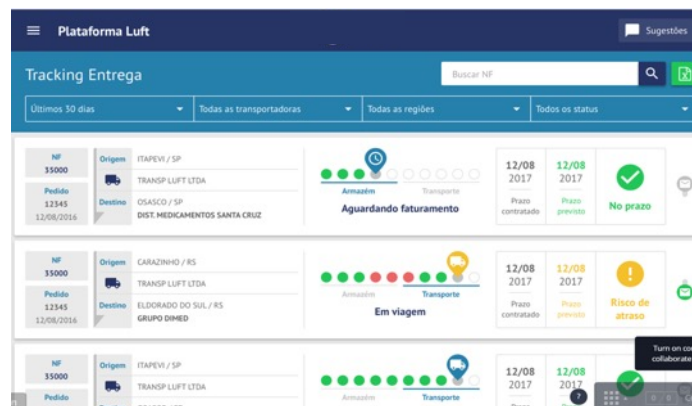 Plataforma Luft
Sugestões
Tracking Entrega
Buscar NF
Últimos 30 dias
Todas as transportadoras
Todas as regiões
Todos os status
NF
35000
Pedido
12345
12/08/2016
Origem
ITAPEVI / SP
TRANSP LUFT LTDA
Destino
OSASCO / SP
DIST. MEDICAMENTOS SANTA CRUZ
Armazém
Transporte
Aguardando faturamento
12/08
2017
Prazo
contratado
12/08
2017
Prazo
previsto
No prazo
NF
35000
Pedido
12345
12/08/2016
Origem
CARAZINHO / RS
TRANSP LUFT LTDA
Destino
ELDORADO DO SUL / RS
GRUPO DIMED
Armazém
Transporte
Em viagem
12/08
2017
Prazo
contratado
12/08
2017
Prazo
previsto
Risco de
atraso
Turn on
collaborate
NF
35000
Pedido
Origem
ITAPEVI / SP
TRANSP LUFT LTDA
Armazém
Transporte
12/08
2017
12/08
2017